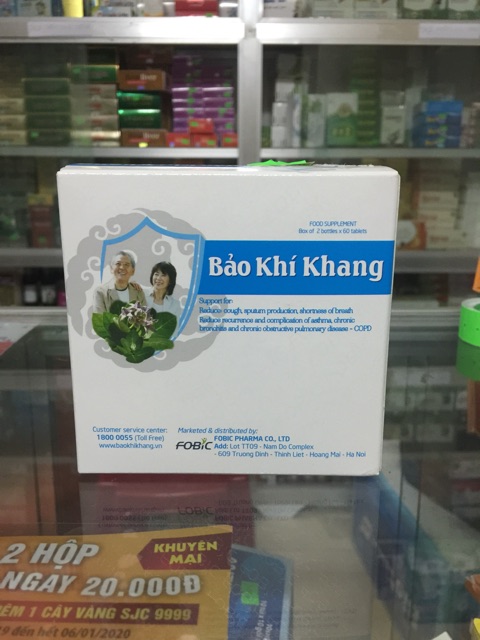 FOOD SUPPLEMENT
Box of 2 bottles x 60 tablets
Bảo Khí Khang
Support for:
Reduce cough, sputum production, shortness of breath
Reduce recurrence and complication of asthma, chronic
bronchitis and chronic obstructive pulmonary disease - COPD
Customer service center:
1800 0055 (Toll Free)
www.baokhikhang.vn
Marketed & distributed by:
FOBIC PHARMA CO., LTD
FOBIC
Add: Lot TT09 - Nam Do Complex
- 609 Truong Dinh - Thinh Liet - Hoang Mai - Ha Noi
2 HỘP
KHUYẾN
MẠI
NGAY 20.000Đ
1 CÂY VÀNG SJC 9999
đến hết 06/01/2020